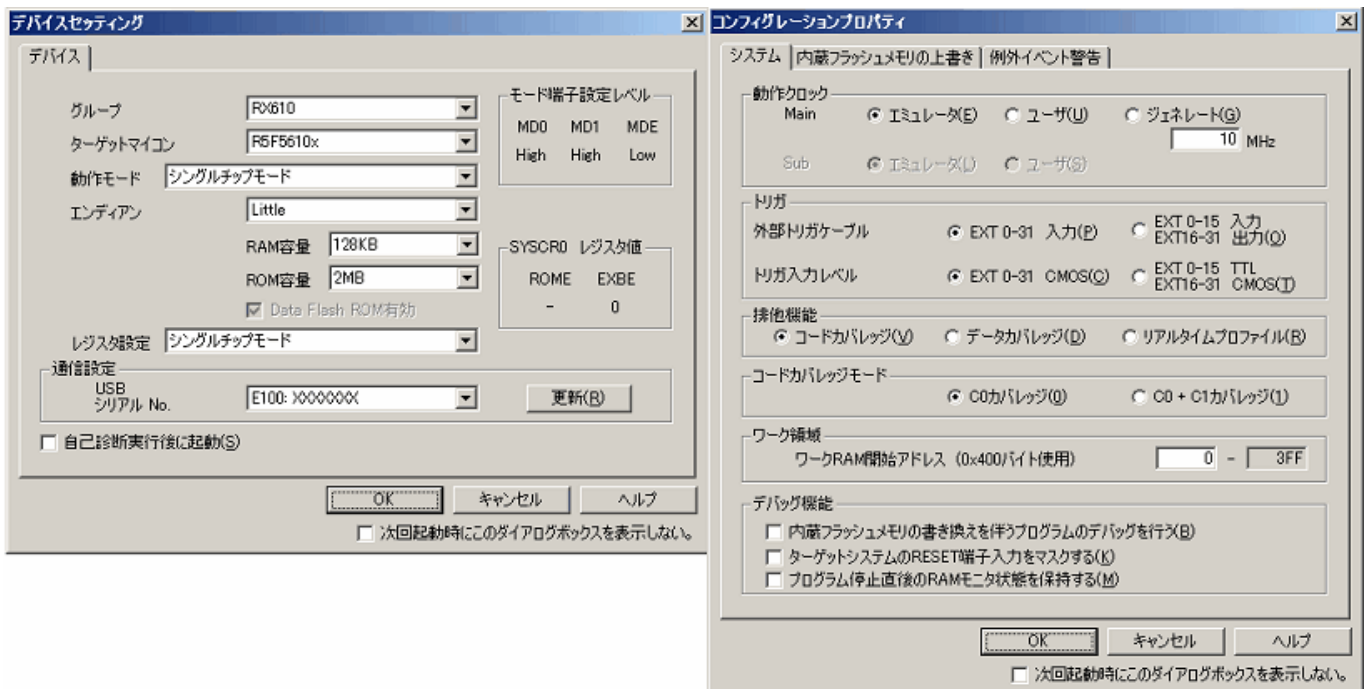 デバイスセッティング
デバイス
グループ RX610
ターゲットマイコン R5F5610x
動作モード シングルチップモード
エンディアン Little
RAM容量 128KB
ROM容量 2MB
Data Flash ROM有効
レジスタ設定 シングルチップモード
モード端子設定レベル
MD0 MD1 MDE
High High Low
SYSCR0 レジスタ値
ROME EXBE
- 0
通信設定
USB
シリアル No. E100: XXXXXXX 更新(R)
自己診断実行後に起動(S)
OK キャンセル ヘルプ
次回起動時にこのダイアログボックスを表示しない。
コンフィグレーションプロパティ
システム 内蔵フラッシュメモリの上書き 例外イベント警告
動作クロック
Main エミュレータ(E) ユーザ(U) ジェネレート(G)
10 MHz
Sub エミュレータ(L) ユーザ(S)
トリガ
外部トリガケーブル EXT 0-31 入力(P) EXT 0-15 入力
EXT16-31 出力(O)
トリガ入力レベル EXT 0-31 CMOS(C) EXT 0-15 TTL
EXT16-31 CMOS(T)
排他機能
コードカバレッジ(V) データカバレッジ(D) リアルタイムプロファイル(R)
コードカバレッジモード
C0カバレッジ(0) C0 + C1カバレッジ(1)
ワーク領域
ワークRAM開始アドレス (0x400バイト使用) 0 - 3FF
デバッグ機能
内蔵フラッシュメモリの書き換えを伴うプログラムのデバッグを行う(B)
ターゲットシステムのRESET端子入力をマスクする(K)
プログラム停止直後のRAMモニタ状態を保持する(M)
OK キャンセル ヘルプ
次回起動時にこのダイアログボックスを表示しない。